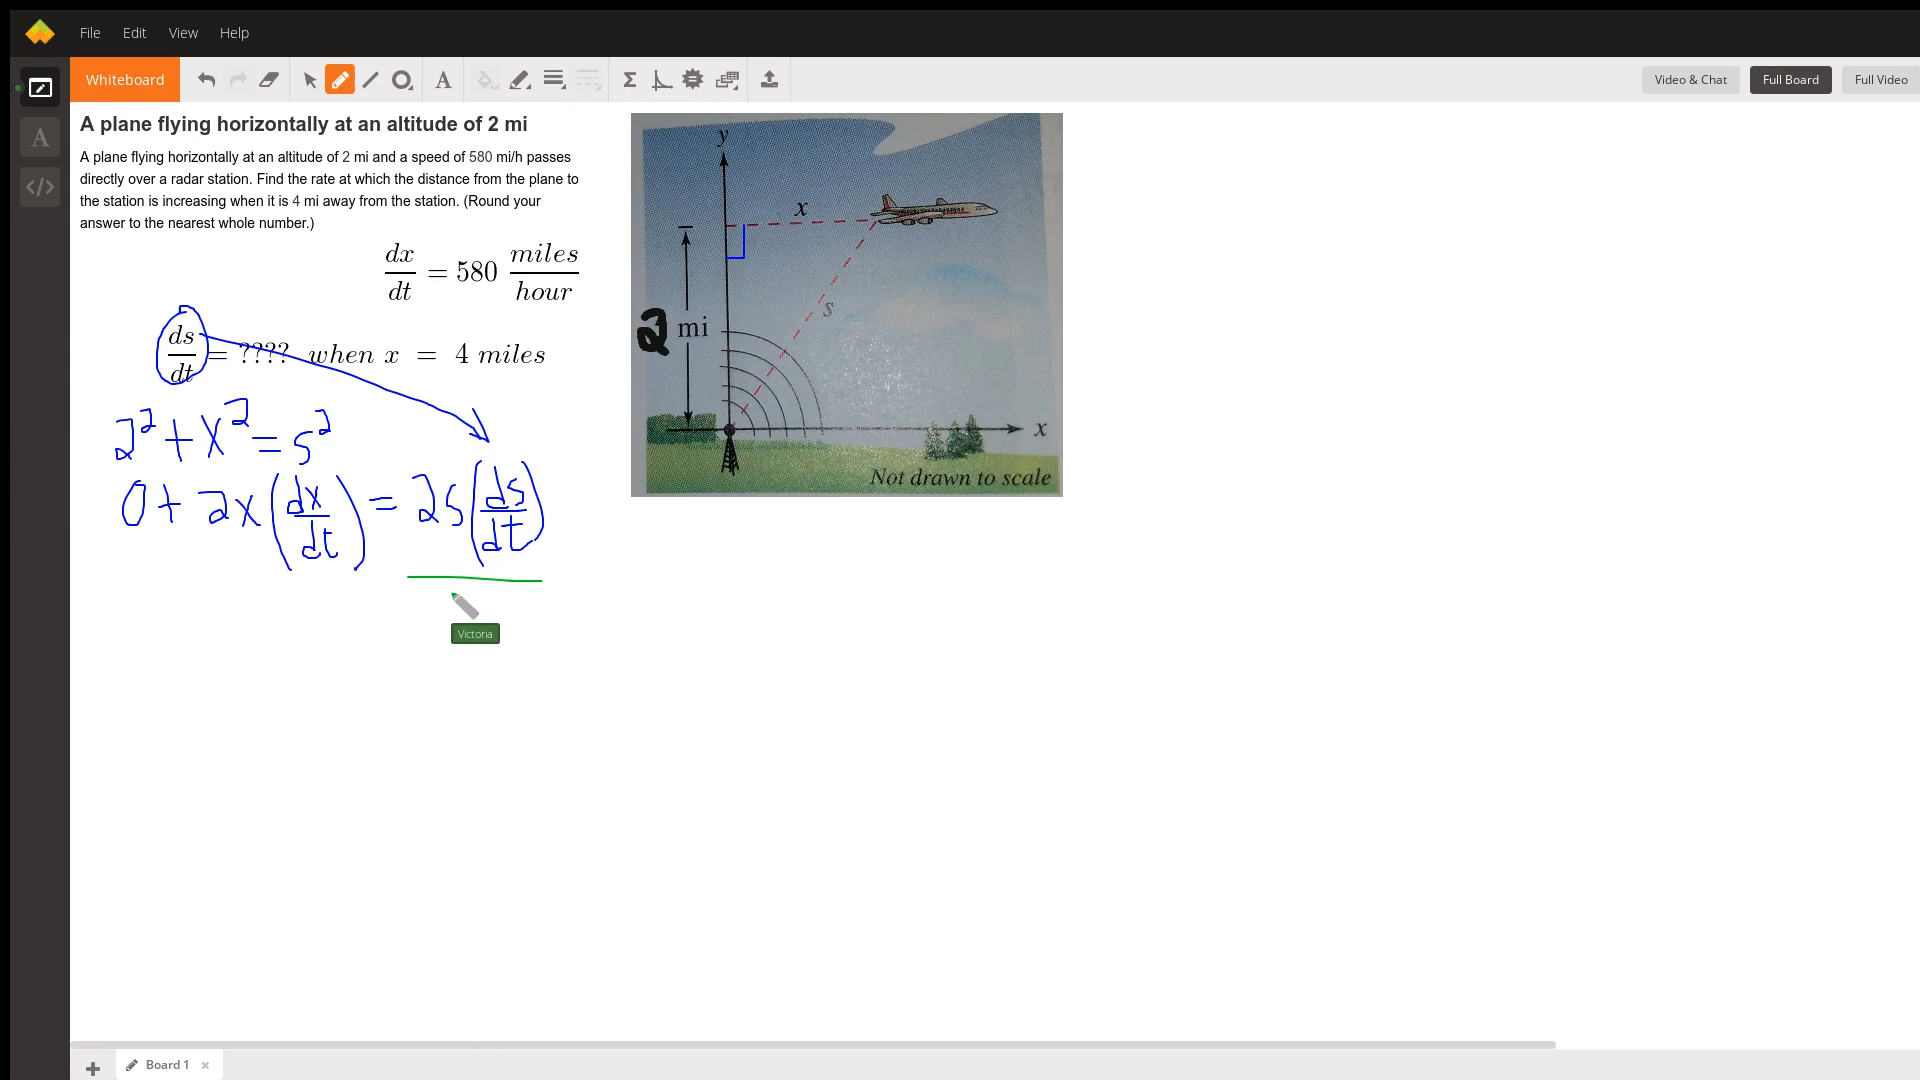 File Edit View Help
Whiteboard
A
Σ
Video & Chat
Full Board
Full Video
A
</>
A plane flying horizontally at an altitude of 2 mi
A plane flying horizontally at an altitude of 2 mi and a speed of 580 mi/h passes
directly over a radar station. Find the rate at which the distance from the plane to
the station is increasing when it is 4 mi away from the station. (Round your
answer to the nearest whole number.)
dx/dt = 580 miles/hour
ds/dt = ???? when x = 4 miles
2² + x² = s²
0 + 2x(dx/dt) = 2s(ds/dt)
Victoria
y
x
s
2 mi
x
Not drawn to scale
Board 1